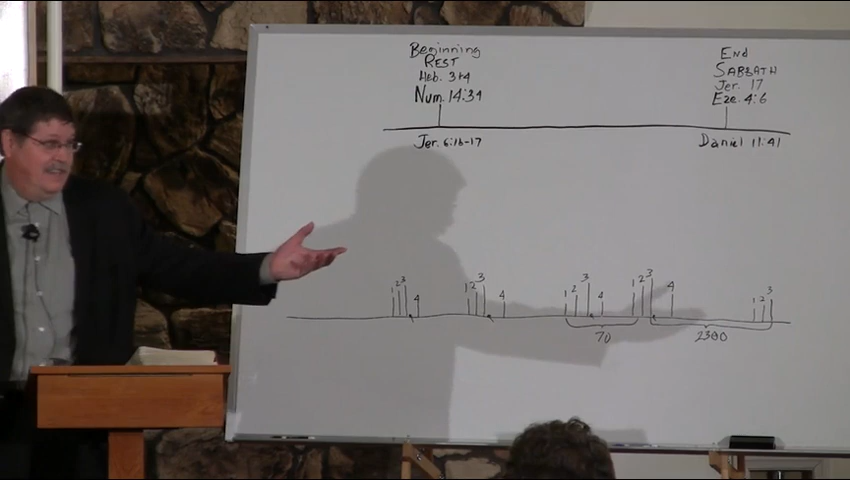 Beginning
REST
Heb. 3+4
Num. 14:34
End
SABBATH
Jer. 17
Eze. 4:6
Jer. 6:16-17
Daniel 11:41
1 2 3 4
1 2 3 4
1 2 3 4
1 2 3 4
1 2 3
70
2300